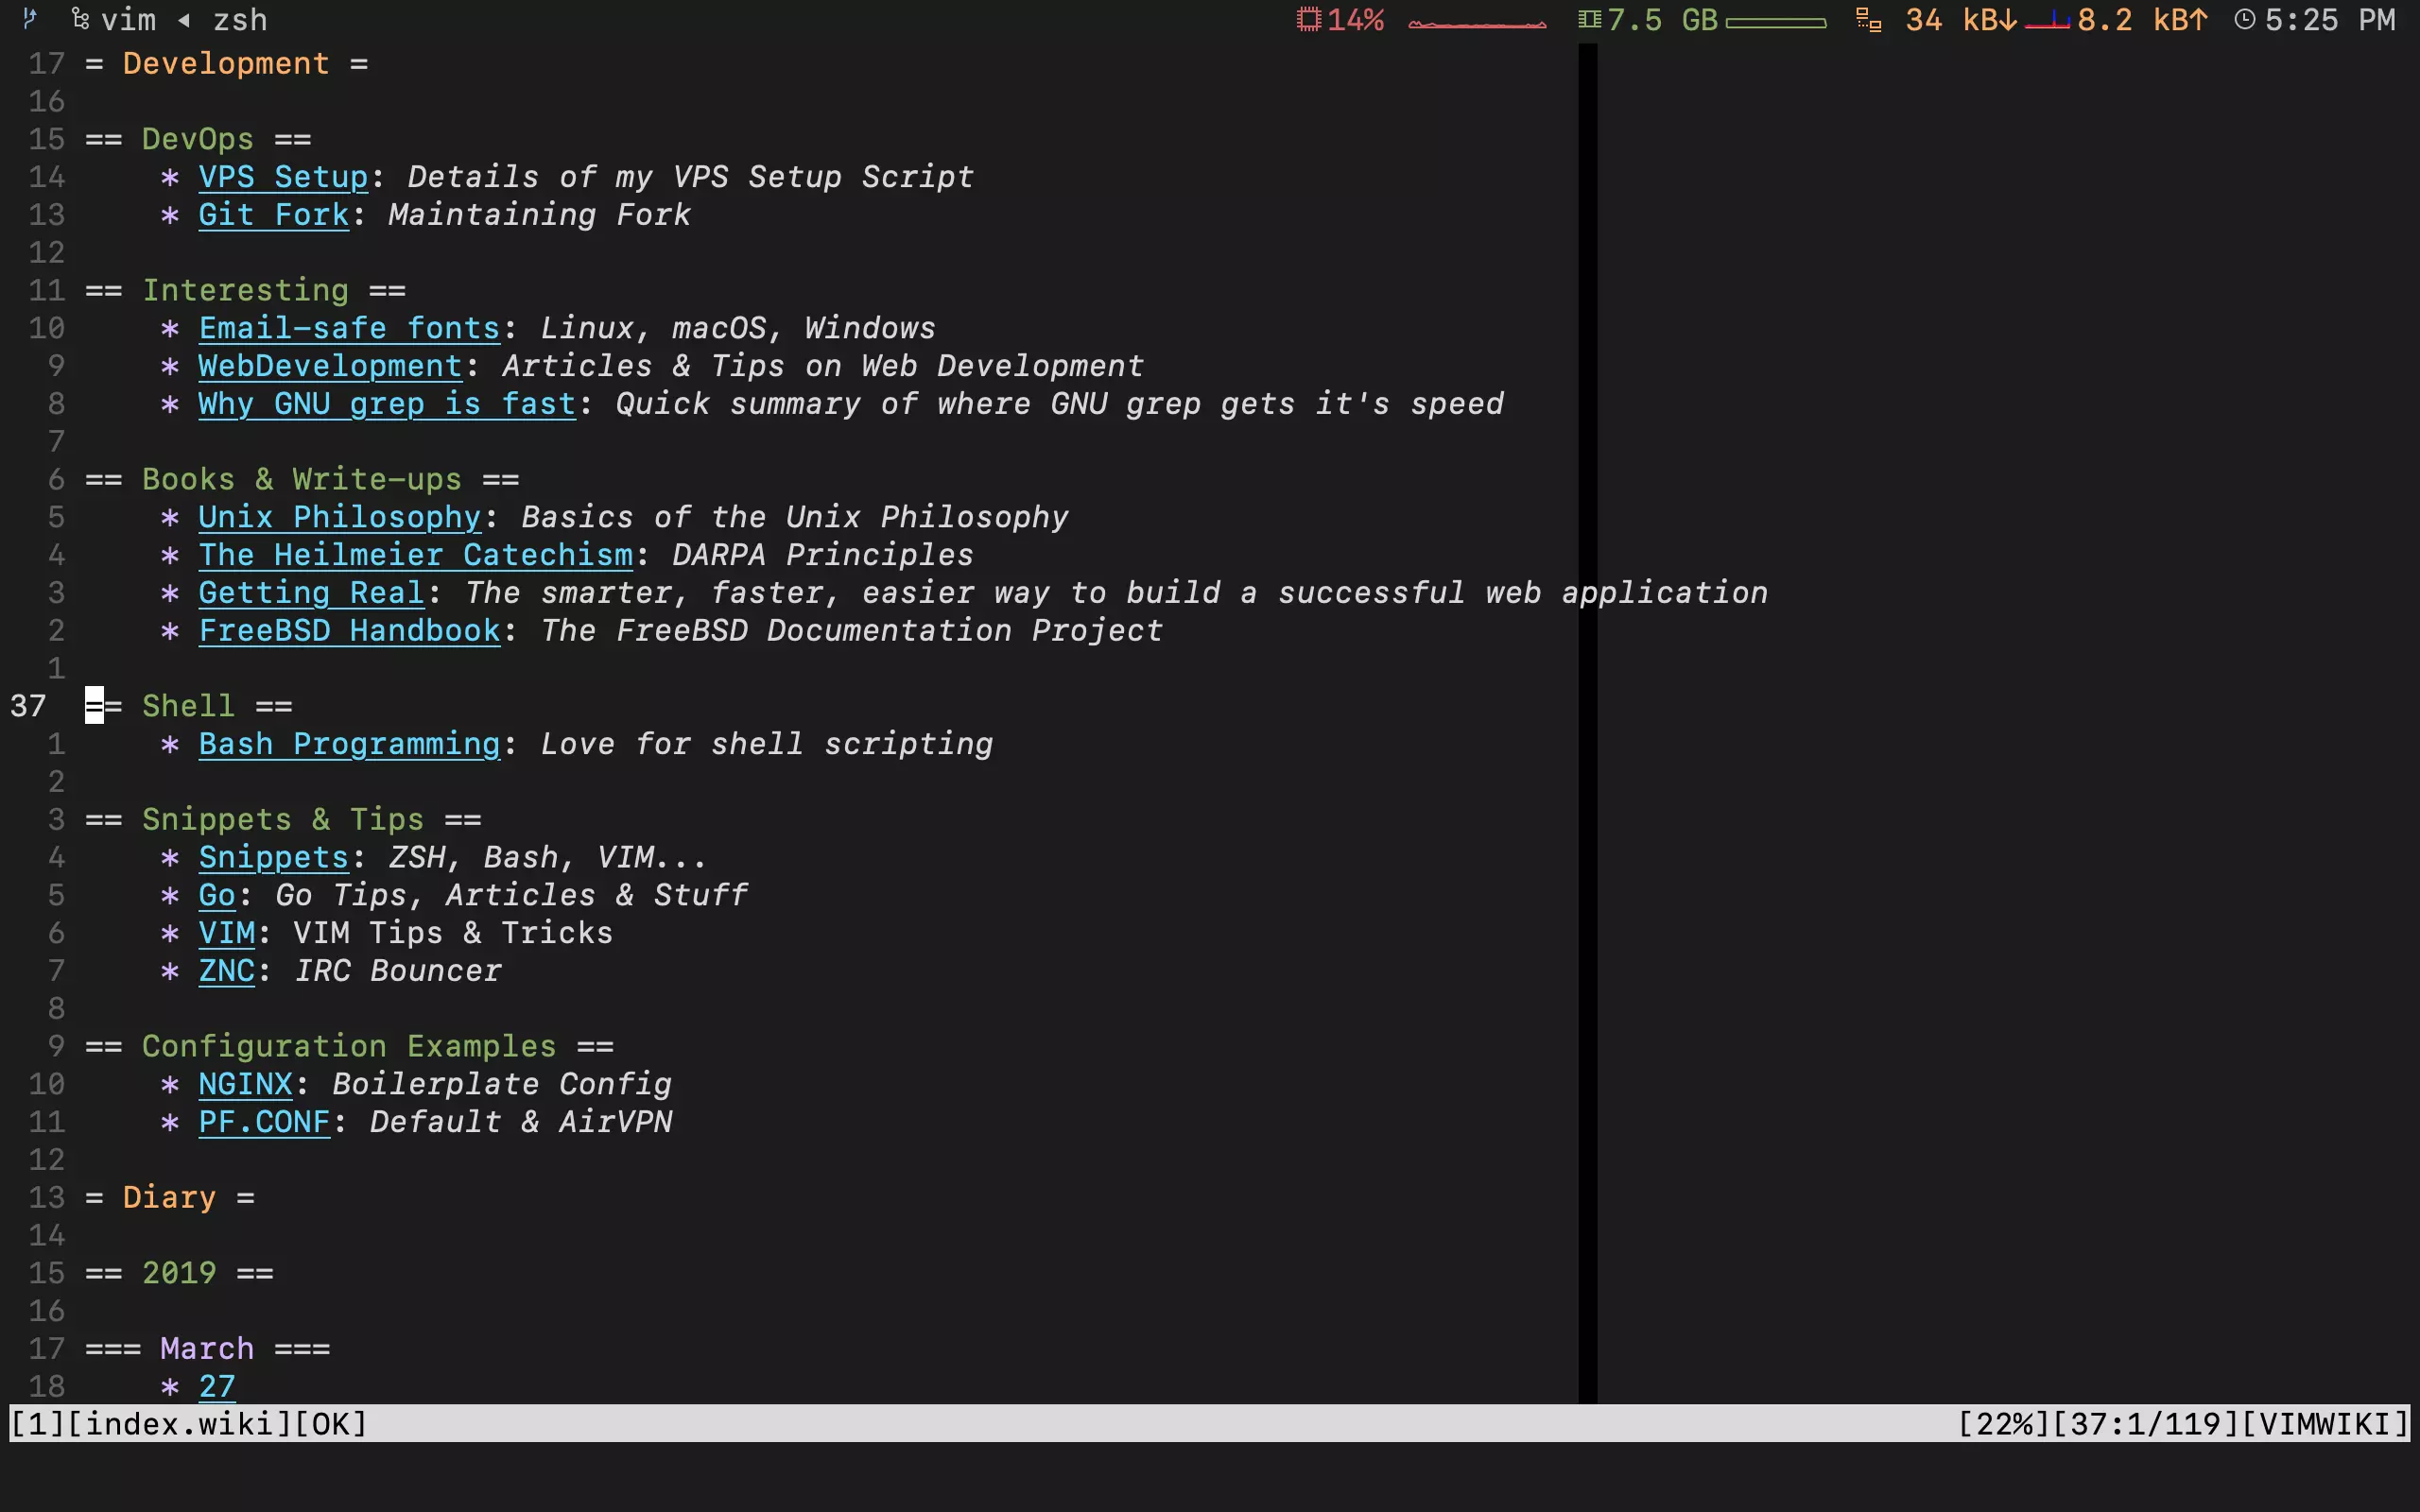 vim ◂ zsh 14% 7.5 GB 34 kB↓ 8.2 kB↑ 5:25 PM
17 = Development =
16
15 == DevOps ==
14 * VPS Setup: Details of my VPS Setup Script
13 * Git Fork: Maintaining Fork
12
11 == Interesting ==
10 * Email-safe fonts: Linux, macOS, Windows
9 * WebDevelopment: Articles & Tips on Web Development
8 * Why GNU grep is fast: Quick summary of where GNU grep gets it's speed
7
6 == Books & Write-ups ==
5 * Unix Philosophy: Basics of the Unix Philosophy
4 * The Heilmeier Catechism: DARPA Principles
3 * Getting Real: The smarter, faster, easier way to build a successful web application
2 * FreeBSD Handbook: The FreeBSD Documentation Project
1
37 == Shell ==
1 * Bash Programming: Love for shell scripting
2
3 == Snippets & Tips ==
4 * Snippets: ZSH, Bash, VIM...
5 * Go: Go Tips, Articles & Stuff
6 * VIM: VIM Tips & Tricks
7 * ZNC: IRC Bouncer
8
9 == Configuration Examples ==
10 * NGINX: Boilerplate Config
11 * PF.CONF: Default & AirVPN
12
13 = Diary =
14
15 == 2019 ==
16
17 === March ===
18 * 27
[1][index.wiki][OK] [22%][37:1/119][VIMWIKI]